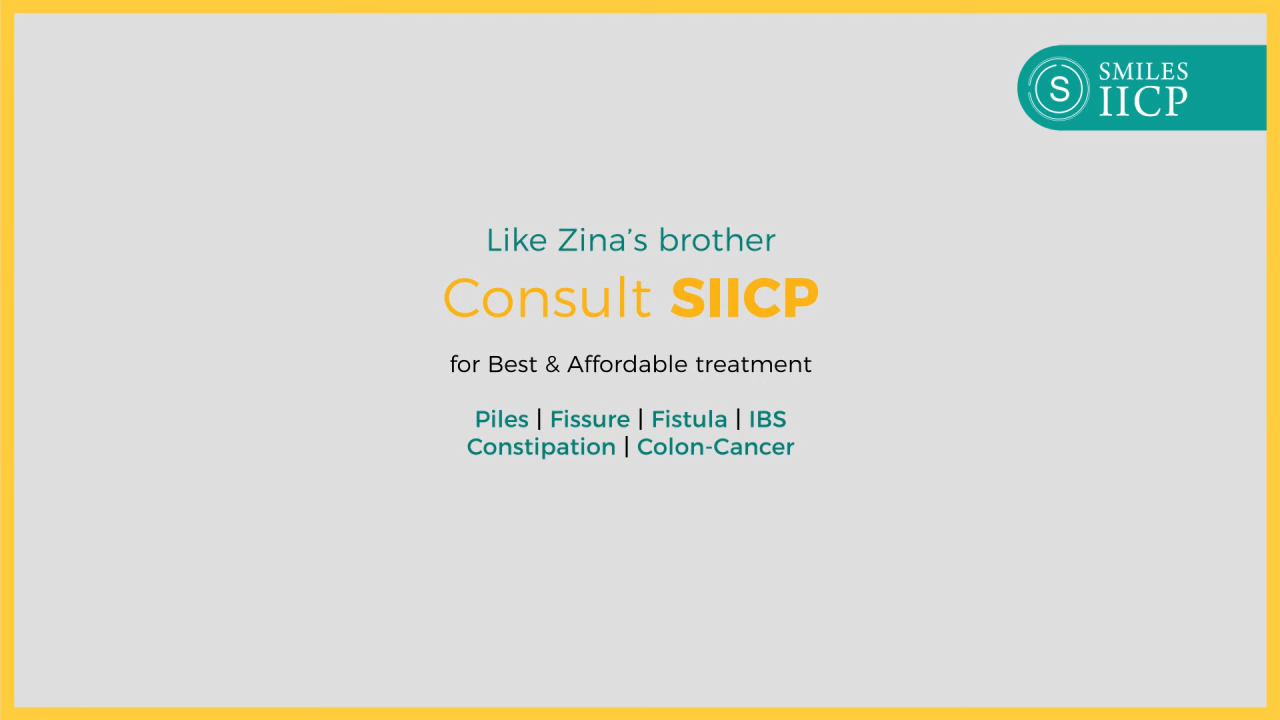 S
SMILES
IICP
Like Zina’s brother
Consult SIICP
for Best & Affordable treatment
Piles | Fissure | Fistula | IBS
Constipation | Colon-Cancer